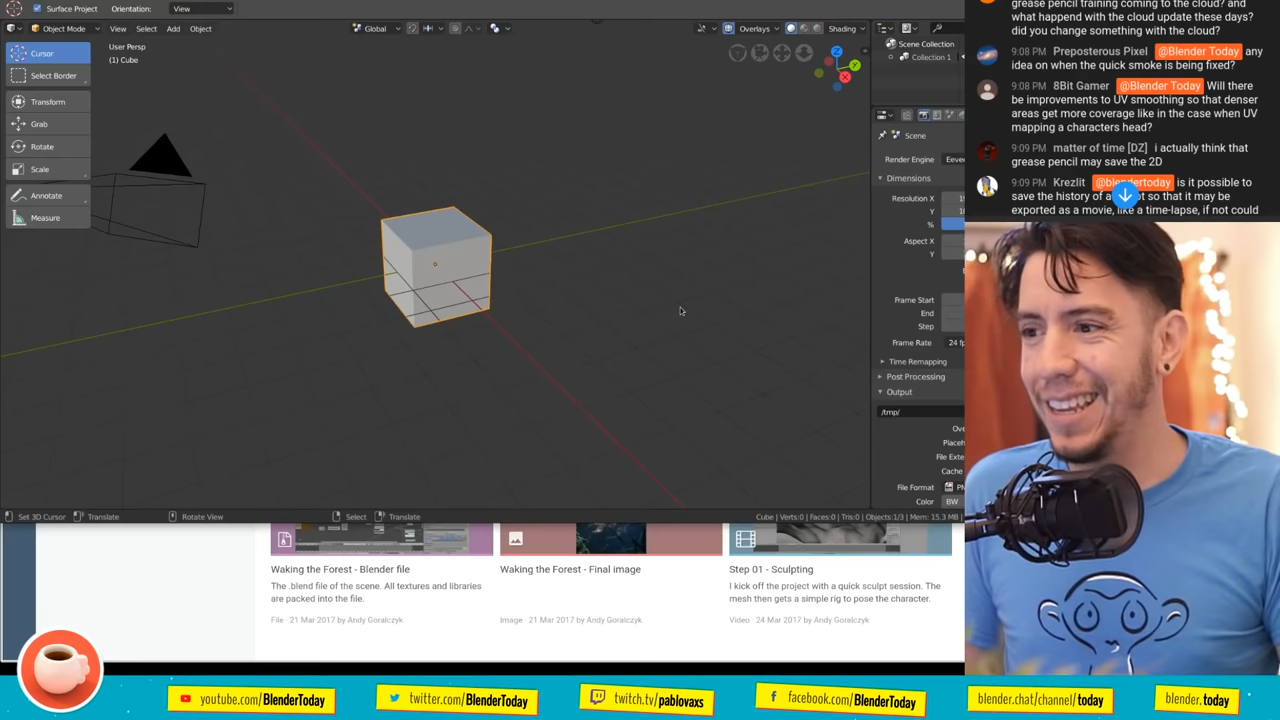 Surface Project Orientation: View
Object Mode View Select Add Object Global Overlays Shading
Cursor
Select Border
Transform
Grab
Rotate
Scale
Annotate
Measure
User Persp
(1) Cube
Z
Y
X
Scene Collection
Collection 1
Scene
Render Engine Eevee
Dimensions
Resolution X
Y
%
Aspect X
Y
Frame Start
End
Step
Frame Rate 24 fp
Time Remapping
Post Processing
Output
/tmp/
File Format
Color BW
Set 3D Cursor Translate Rotate View Select Translate Cube | Verts:0 | Faces:0 | Tris:0 | Objects:1/3 | Mem: 15.3 MB
Waking the Forest - Blender file
The .blend file of the scene. All textures and libraries
are packed into the file.
File · 21 Mar 2017 by Andy Goralczyk
Waking the Forest - Final image
Image · 21 Mar 2017 by Andy Goralczyk
Step 01 - Sculpting
I kick off the project with a quick sculpt session. The
mesh then gets a simple rig to pose the character.
Video · 24 Mar 2017 by Andy Goralczyk
grease pencil training coming to the cloud? and
what happend with the cloud update these days?
did you change something with the cloud?
9:08 PM Preposterous Pixel @Blender Today any
idea on when the quick smoke is being fixed?
9:08 PM 8Bit Gamer @Blender Today Will there
be improvements to UV smoothing so that denser
areas get more coverage like in the case when UV
mapping a characters head?
9:09 PM matter of time [DZ] i actually think that
grease pencil may save the 2D
9:09 PM Krezlit @blendertoday is it possible to
save the history of a so that it may be
exported as a movie, like a time-lapse, if not could
youtube.com/BlenderToday
twitter.com/BlenderToday
twitch.tv/pablovaxs
facebook.com/BlenderToday
blender.chat/channel/today
blender.today